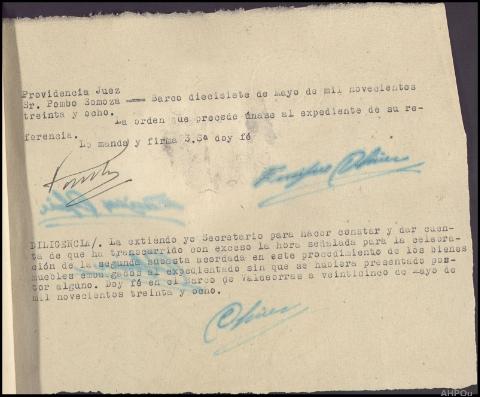 Providencia Juez
Sr. Pombo Somoza — Barco diecisiete de Mayo de mil novecientos
treinta y ocho.
La orden que precede únase al expediente de su re-
ferencia.
Lo mandó y firma S.Sª doy fé
DILIGENCIA/. La extiendo yo Secretario para hacer constar y dar cuen-
ta de que ha transcurrido con exceso la hora señalada para la celebra-
ción de la segunda subasta acordada en este procedimiento de los bienes
muebles embargados al expedientado sin que se hubiera presentado pos-
tor alguno. Doy fé en el Barco de Valdeorras a veinticinco de Mayo de
mil novecientos treinta y ocho.
AHPOu